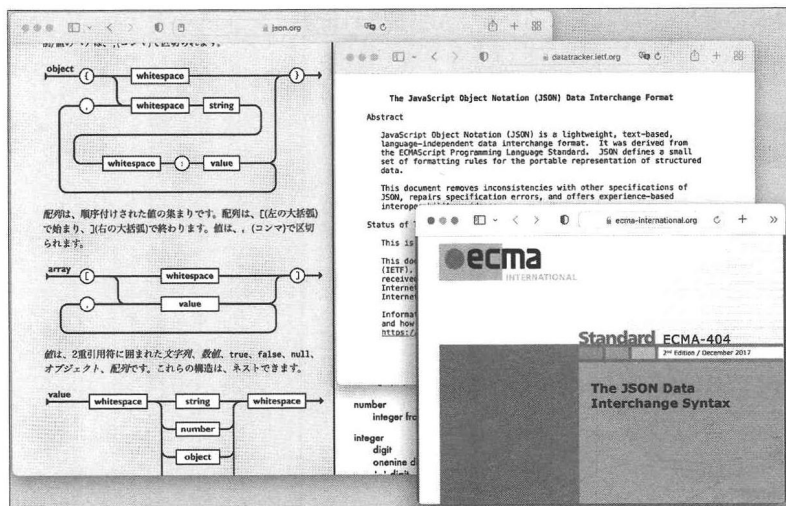 json.org
object
{
whitespace
}
,
whitespace
string
whitespace
:
value
配列は、順序付けされた値の集まりです。配列は、[(左の大括弧)
で始まり、](右の大括弧)で終わります。値は、, (コンマ)で区切
られます。
array
[
whitespace
]
value
,
値は、2重引用符に囲まれた文字列、数値、true、false、null、
オブジェクト、配列です。これらの構造は、ネストできます。
value
whitespace
string
whitespace
number
object
datatracker.ietf.org
The JavaScript Object Notation (JSON) Data Interchange Format
Abstract
JavaScript Object Notation (JSON) is a lightweight, text-based,
language-independent data interchange format. It was derived from
the ECMAScript Programming Language Standard. JSON defines a small
set of formatting rules for the portable representation of structured
data.
This document removes inconsistencies with other specifications of
JSON, repairs specification errors, and offers experience-based
Status of
This is
This doc
(IETF).
received
Internet
Internet
Informat
and how
https:/
number
integer
integer
digit
onenine
ecma-international.org
ecma
INTERNATIONAL
Standard ECMA-404
2nd Edition / December 2017
The JSON Data
Interchange Syntax